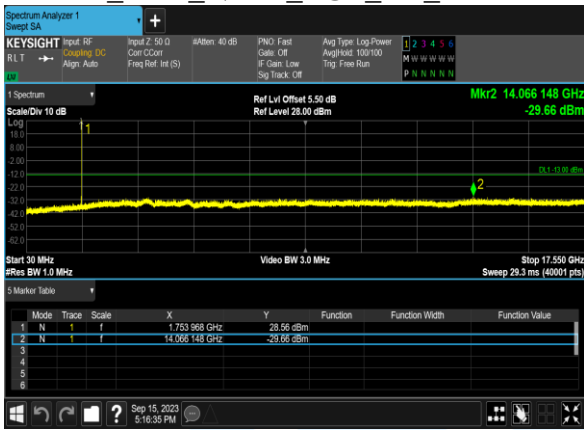 Spectrum Analyzer 1
Swept SA
KEYSIGHT Input: RF Input Z: 50 Ω #Atten: 40 dB PNO: Fast Avg Type: Log-Power 1 2 3 4 5 6
RLT Coupling: DC Corr CCorr Gate: Off Avg|Hold: 100/100 M W W W W W
Align: Auto Freq Ref: Int (S) IF Gain: Low Trig: Free Run
Sig Track: Off P N N N N N
LV
1 Spectrum Ref Lvl Offset 5.50 dB Mkr2 14.066 148 GHz
Scale/Div 10 dB Ref Level 28.00 dBm -29.66 dBm
Log
18.0
8.00
-2.00
-12.0
-22.0
-32.0
-42.0
-52.0
-62.0
1
DL1 -13.00 dBm
2
Start 30 MHz Video BW 3.0 MHz Stop 17.550 GHz
#Res BW 1.0 MHz Sweep 29.3 ms (40001 pts)
5 Marker Table
Mode Trace Scale X Y Function Function Width Function Value
1 N 1 f 1.753 968 GHz 28.56 dBm
2 N 1 f 14.066 148 GHz -29.66 dBm
3
4
5
6
? Sep 15, 2023
5:16:35 PM